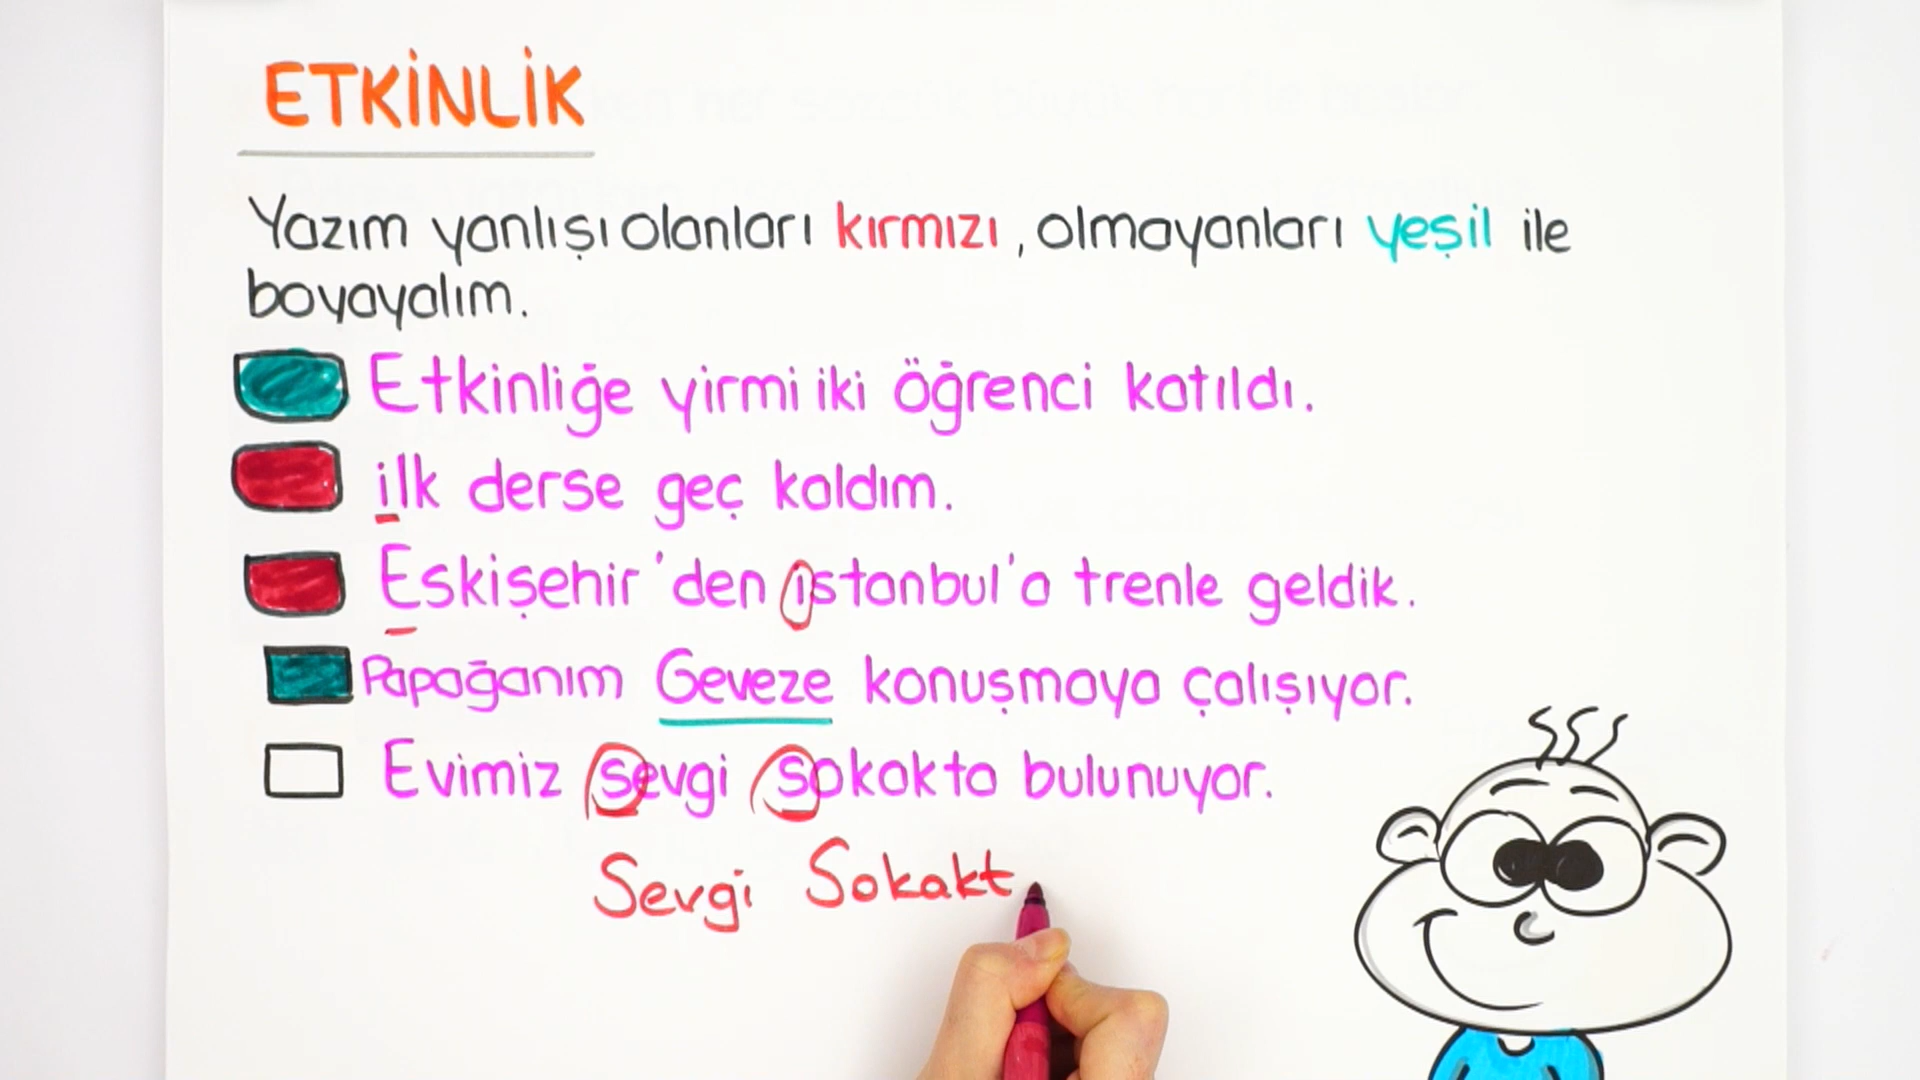 ETKİNLİK
Yazım yanlışı olanları kırmızı, olmayanları yeşil ile
boyayalım.
Etkinliğe yirmi iki öğrenci katıldı.
ilk derse geç kaldım.
Eskişehir'den istanbul'a trenle geldik.
Papağanım Geveze konuşmaya çalışıyor.
Evimiz sevgi sokakta bulunuyor.
Sevgi Sokakt